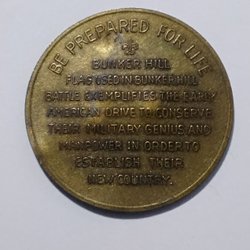 BE PREPARED FOR LIFE
BUNKER HILL
FLAG USED IN BUNKER HILL
BATTLE EXEMPLIFIES THE EARLY
AMERICAN DRIVE TO CONSERVE
THEIR MILITARY GENIUS AND
MANPOWER IN ORDER TO
ESTABLISH THEIR
NEW COUNTRY.